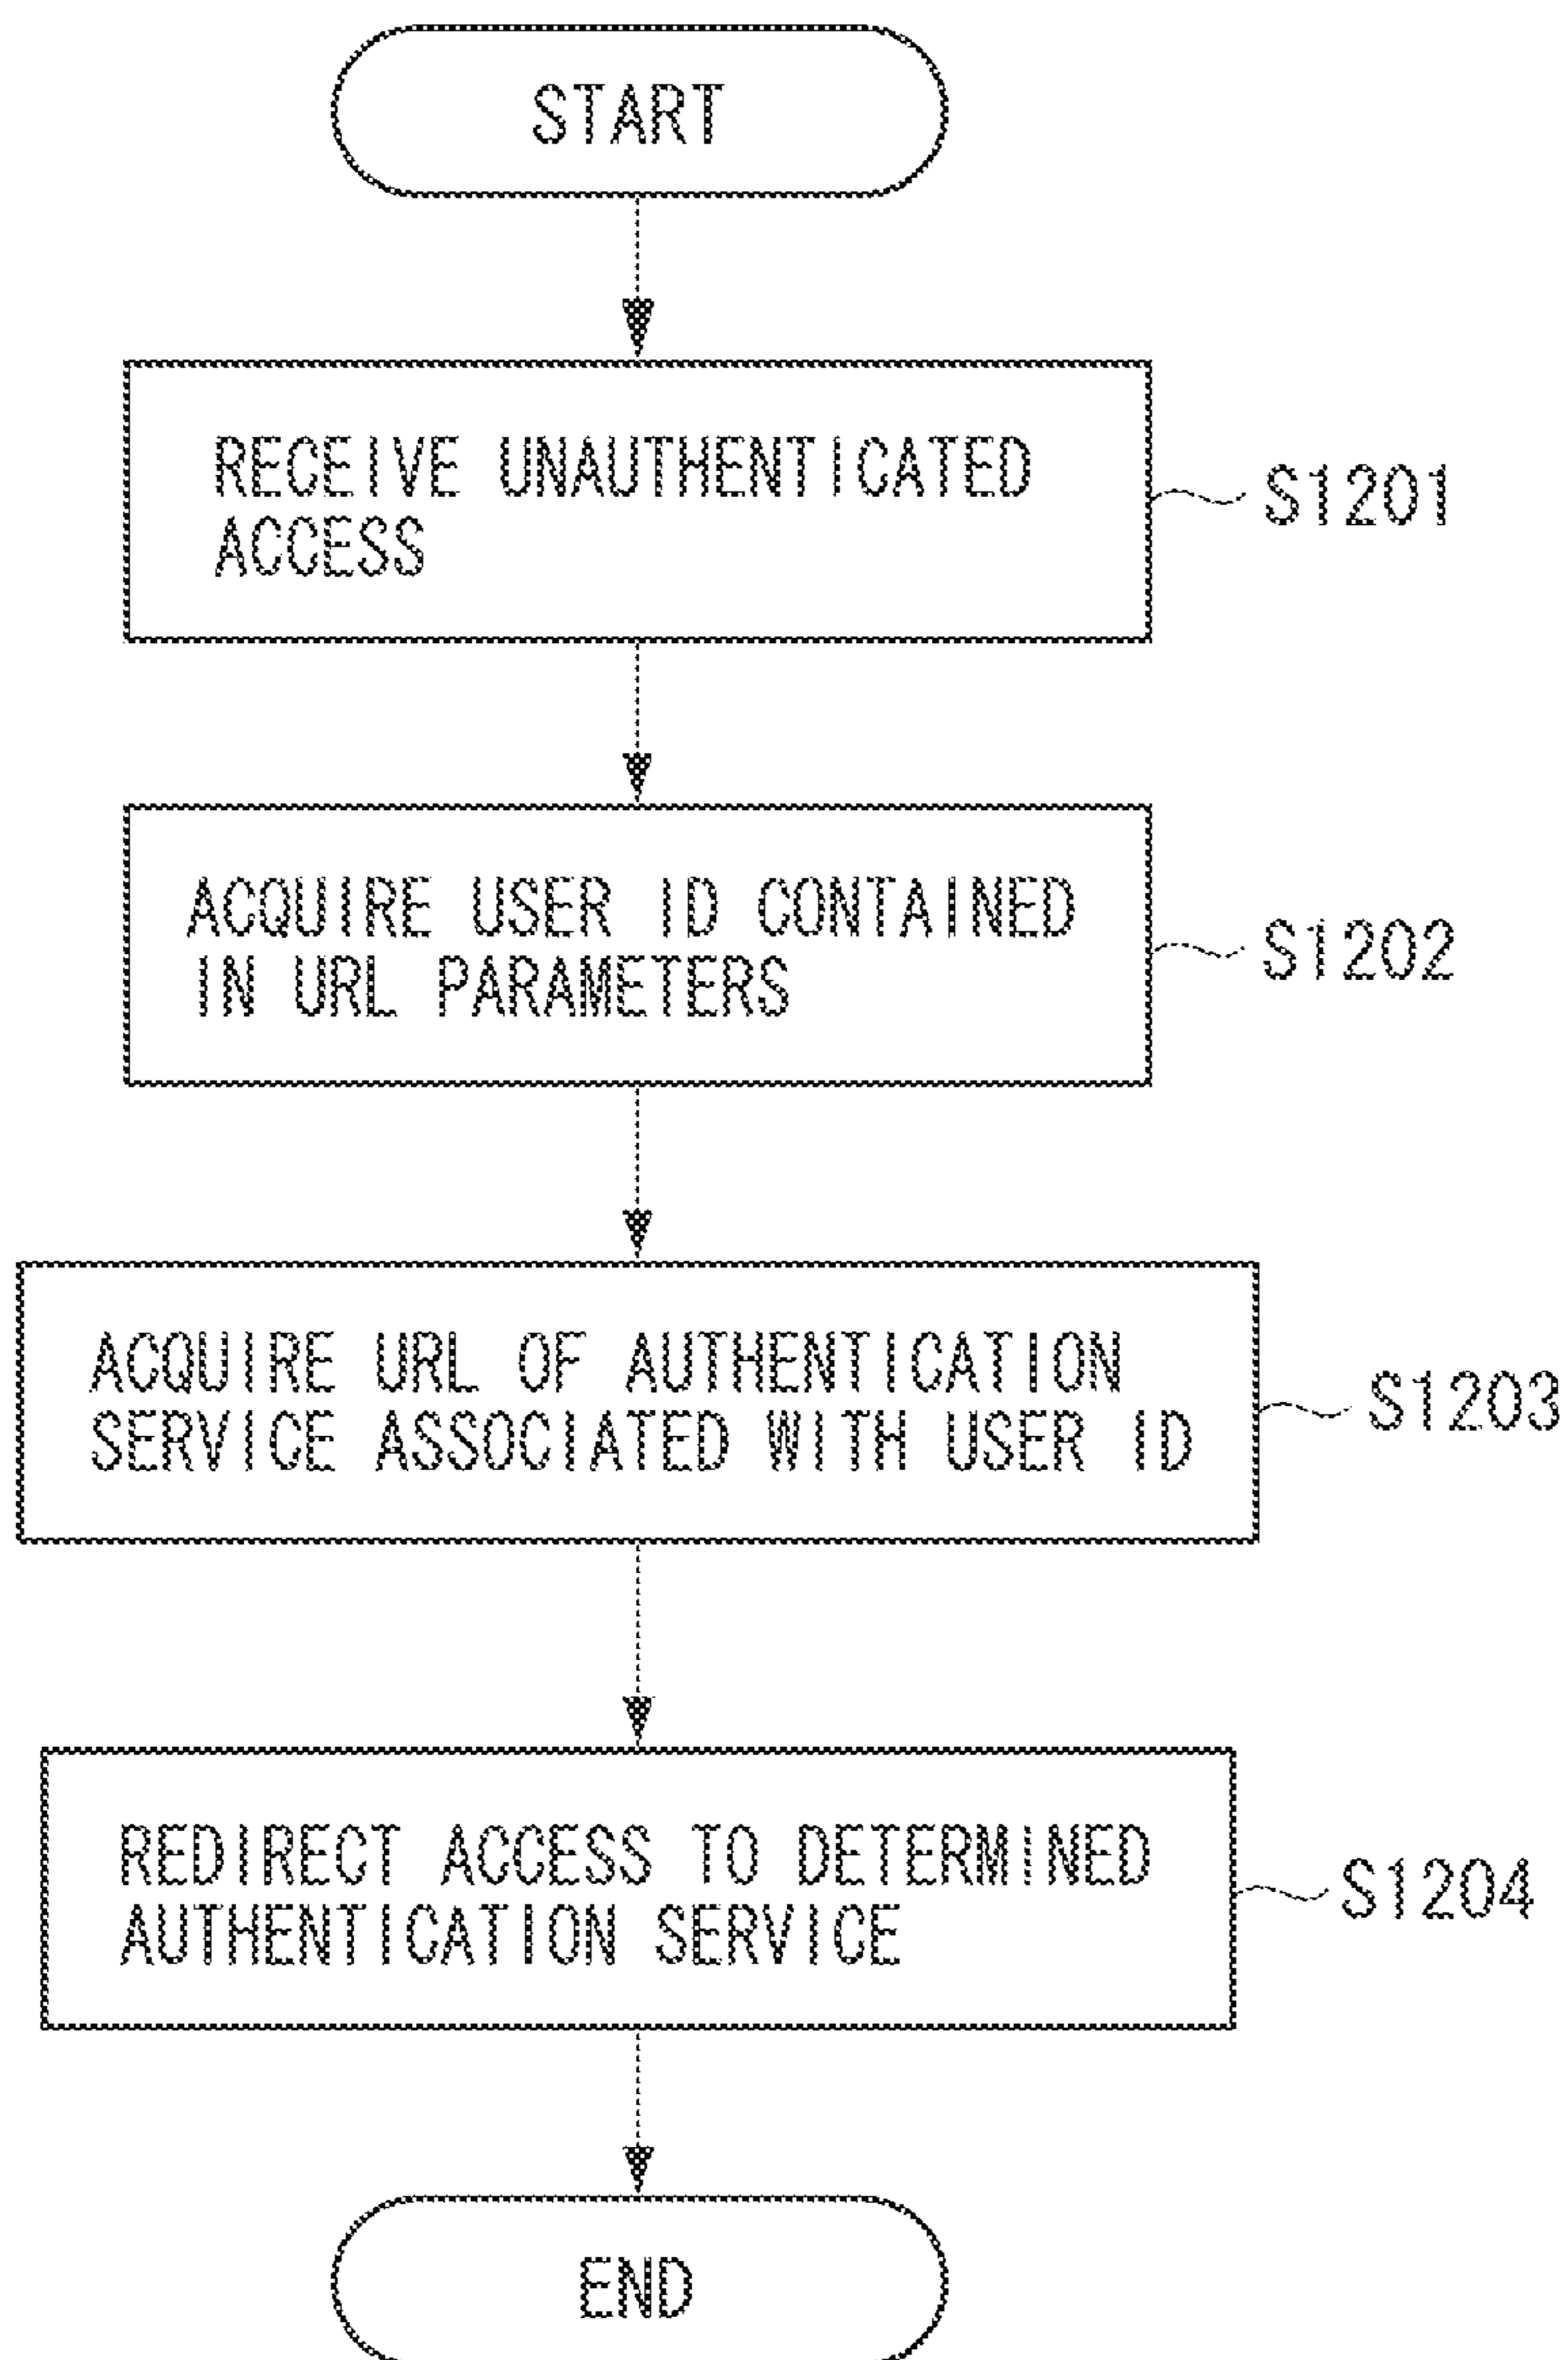 START
RECEIVE UNAUTHENTICATED
ACCESS
S1201
ACQUIRE USER ID CONTAINED
IN URL PARAMETERS
S1202
ACQUIRE URL OF AUTHENTICATION
SERVICE ASSOCIATED WITH USER ID
S1203
REDIRECT ACCESS TO DETERMINED
AUTHENTICATION SERVICE
S1204
END